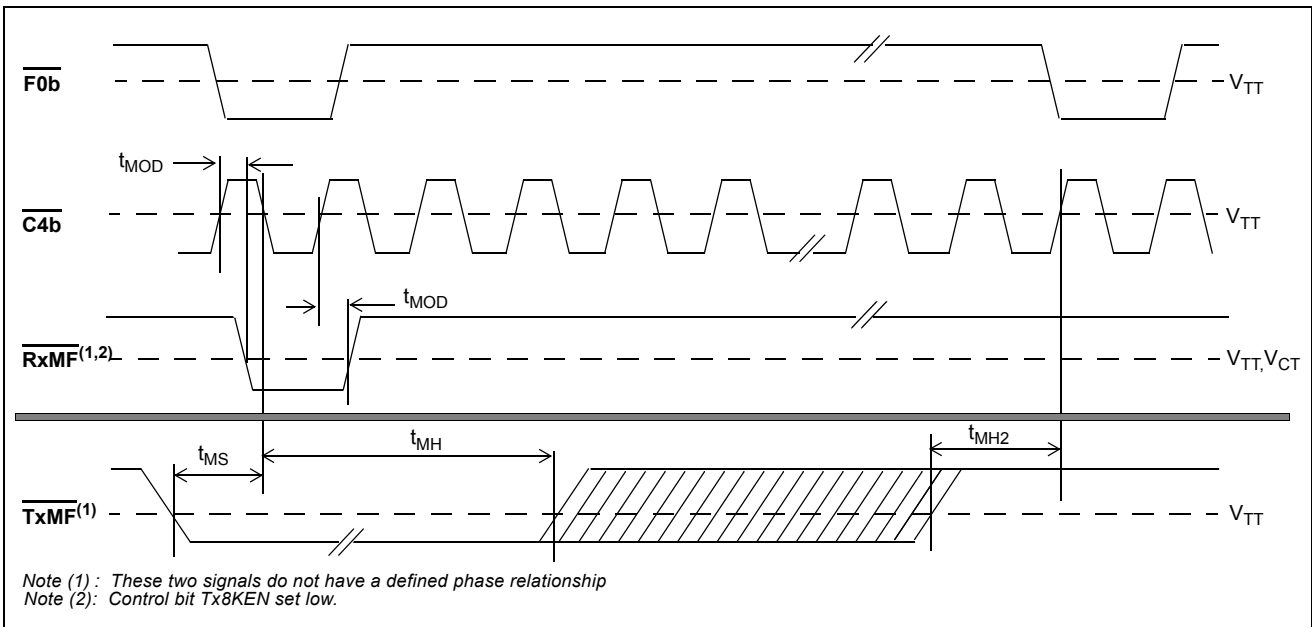 F0b
VTT
tMOD
C4b
VTT
tMOD
RxMF(1,2)
VTT,VCT
tMS
tMH
tMH2
TxMF(1)
VTT
Note (1) : These two signals do not have a defined phase relationship
Note (2): Control bit Tx8KEN set low.